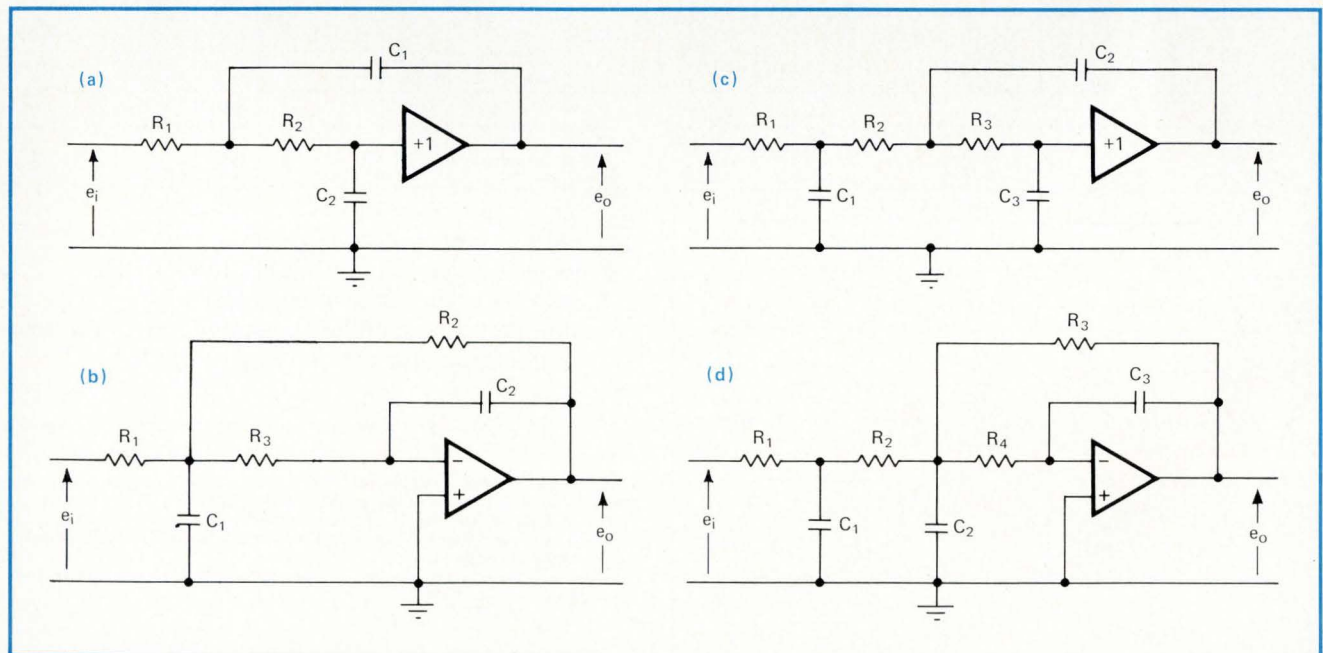 (a)
C₁
R₁
R₂
+1
C₂
eᵢ
eₒ
(c)
C₂
R₁
R₂
R₃
+1
C₁
C₃
eᵢ
eₒ
(b)
R₂
C₂
R₁
R₃
−
+
C₁
eᵢ
eₒ
(d)
R₃
C₃
R₁
R₂
R₄
−
+
C₁
C₂
eᵢ
eₒ